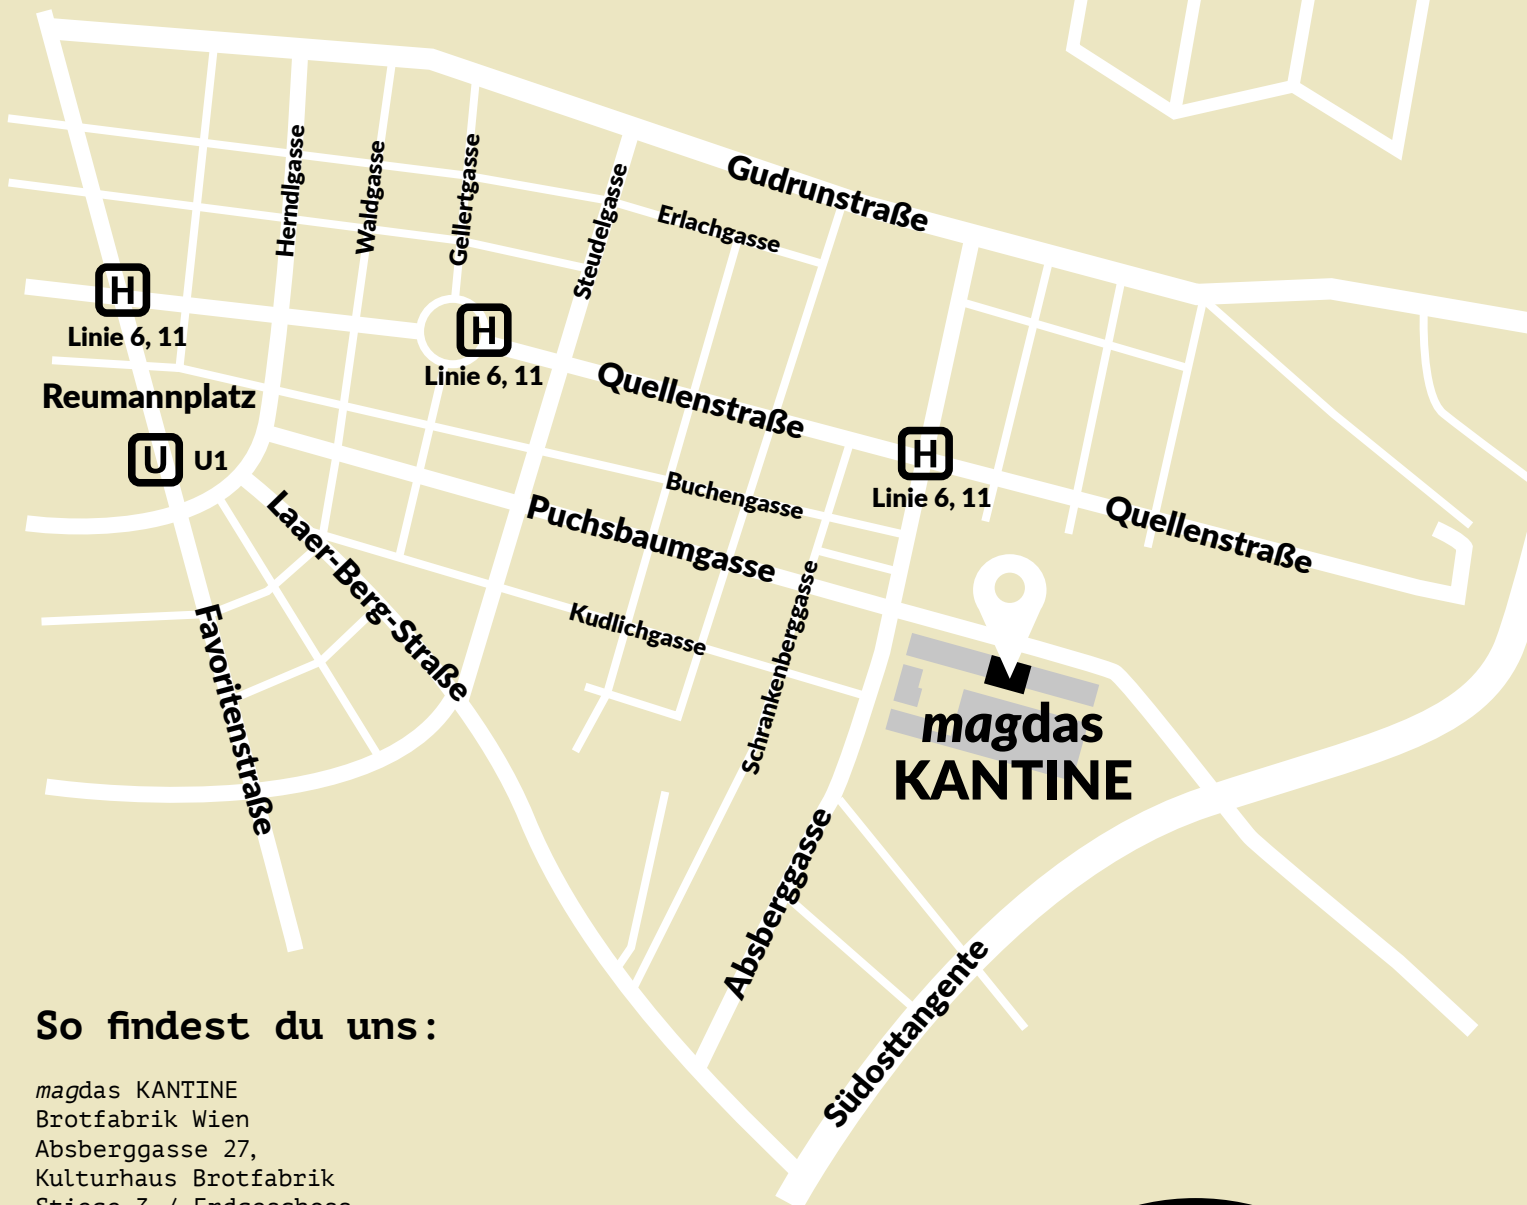 Gudrunstraße
Herndlgasse
Waldgasse
Gellertgasse
Steudelgasse
Erlachgasse
H
Linie 6, 11
H
Linie 6, 11
Reumannplatz
U U1
Quellenstraße
H
Linie 6, 11
Buchengasse
Quellenstraße
Puchsbaumgasse
Laaer-Berg-Straße
Kudlichgasse
Schrankenberggasse
Favoritenstraße
magdas
KANTINE
Absberggasse
Südosttangente
So findest du uns:
magdas KANTINE
Brotfabrik Wien
Absberggasse 27,
Kulturhaus Brotfabrik